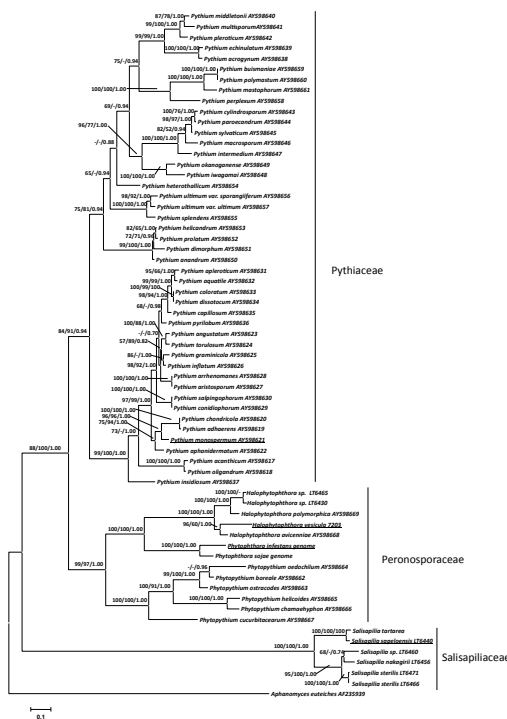 87/78/1.00 Pythium middletonii AY598640
99/100/1.00 Pythium multisporum AY598641
99/99/1.00 Pythium pleroticum AY598642
100/100/1.00 Pythium echinulatum AY598639
75/-/0.94 Pythium acrogynum AY598638
100/100/1.00 Pythium buismaniae AY598659
100/100/1.00 Pythium polymastum AY598660
100/100/1.00 Pythium mastophorum AY598661
Pythium perplexum AY598658
69/-/0.94 100/76/1.00 Pythium cylindrosporum AY598643
98/97/1.00 Pythium paroecandrum AY598644
96/77/1.00 82/52/0.94 Pythium sylvaticum AY598645
100/100/1.00 Pythium macrosporum AY598646
-/-/0.88 Pythium intermedium AY598647
Pythium okanoganense AY598649
100/100/1.00 Pythium iwagamai AY598648
65/-/0.94 Pythium heterothallicum AY598654
98/92/1.00 Pythium ultimum var. sporangiiferum AY598656
100/100/1.00 Pythium ultimum var. ultimum AY598657
75/81/0.94 Pythium splendens AY598655
82/65/1.00 Pythium helicandrum AY598653
72/71/0.96 Pythium prolatum AY598652
99/100/1.00 Pythium dimorphum AY598651
Pythium anandrum AY598650
Pythiaceae
95/66/1.00 Pythium apleroticum AY598631
99/99/1.00 Pythium aquatile AY598632
100/99/100 Pythium coloratum AY598633
98/94/1.00 Pythium dissotocum AY598634
68/-/0.98 Pythium capillosum AY598635
100/88/1.00 Pythium pyrilobum AY598636
-/-/0.70 Pythium angustatum AY598623
57/89/0.82 Pythium torulosum AY598624
84/91/0.94 86/-/1.00 Pythium graminicola AY598625
98/92/1.00 Pythium inflatum AY598626
100/100/1.00 Pythium arrhenomanes AY598628
Pythium aristosporum AY598627
100/100/1.00 Pythium salpingophorum AY598630
97/99/1.00 Pythium conidiophorum AY598629
100/100/1.00 Pythium chondricola AY598620
96/96/1.00 Pythium adhaerens AY598619
75/94/1.00 Pythium monospermum AY598621
73/-/1.00 Pythium aphanidermatum AY598622
88/100/1.00 99/100/1.00 100/100/1.00 Pythium acanthicum AY598617
Pythium oligandrum AY598618
Pythium insidiosum AY598637
100/100/- Halophytophthora sp. LT6465
Halophytophthora sp. LT6430
100/100/1.00 Halophytophthora polymorphica AY598669
96/60/1.00 Halophytophthora vesicula 7203
100/100/1.00 Halophytophthora avicenniae AY598668
100/100/1.00 Phytophthora infestans genome
Phytophthora sojae genome
Peronosporaceae
99/97/1.00 -/-/0.96 Phytopythium oedochilum AY598664
99/100/1.00 Phytopythium boreale AY598662
100/91/1.00 Phytopythium ostracodes AY598663
100/100/1.00 100/100/1.00 Phytopythium helicoides AY598665
Phytopythium chamaehyphon AY598666
Phytopythium cucurbitacearum AY598667
100/100/100 Salisapilia tartarea
Salisapilia sapeloensis LT6440
100/100/1.00 68/-/0.74 Salisapilia sp. LT6460
Salisapilia nakagirii LT6456
95/100/1.00 Salisapilia sterilis LT6471
100/100/1.00 Salisapilia sterilis LT6466
Salisapiliaceae
Aphanomyces euteiches AF235939
0.1